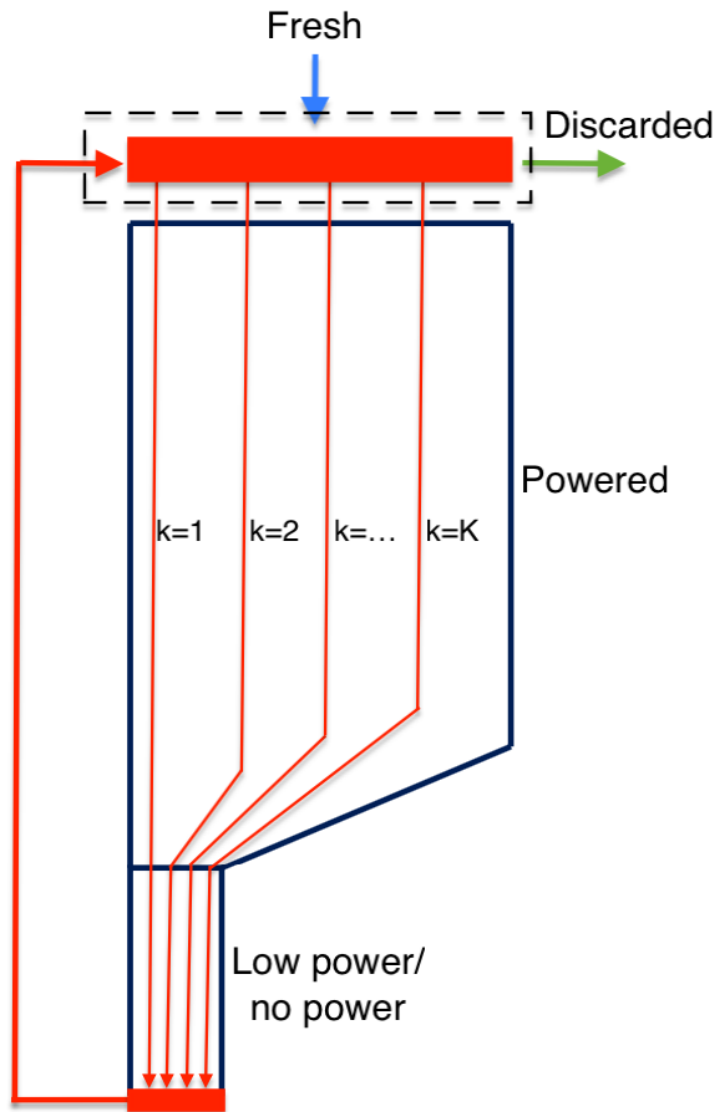 Fresh
Discarded
Powered
k=1 k=2 k=... k=K
Low power/
no power